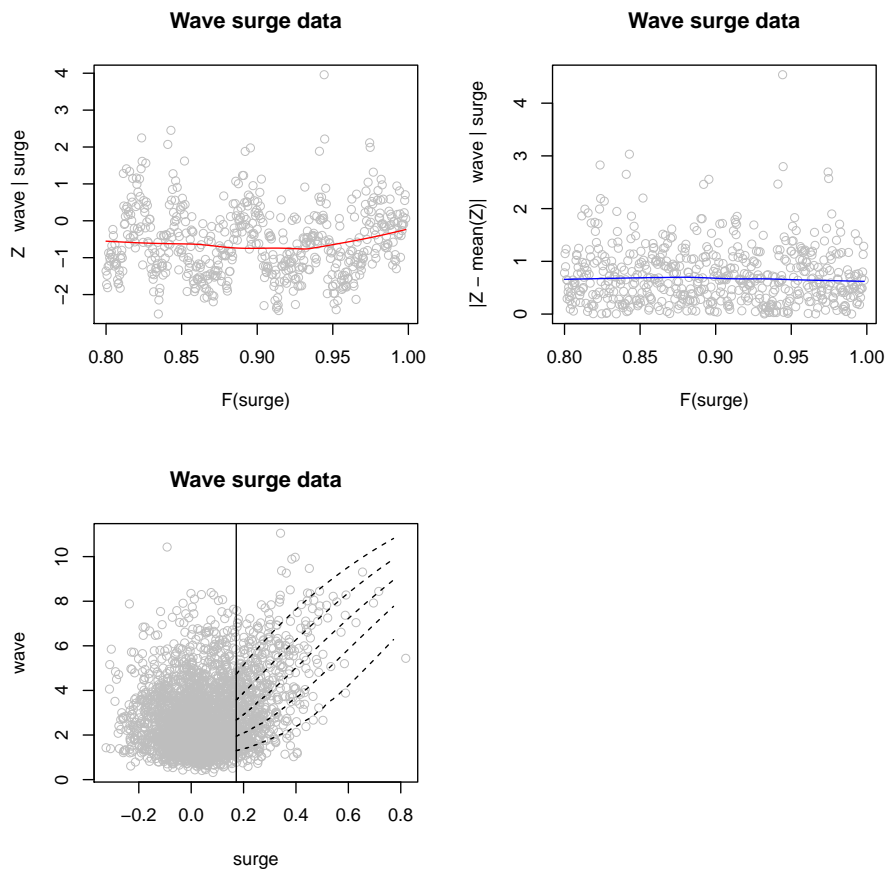 Wave surge data
Z   wave | surge
4
3
2
1
0
−1
−2
0.80 0.85 0.90 0.95 1.00
F(surge)
Wave surge data
|Z − mean(Z)|   wave | surge
4
3
2
1
0
0.80 0.85 0.90 0.95 1.00
F(surge)
Wave surge data
wave
10
8
6
4
2
0
−0.2 0.0 0.2 0.4 0.6 0.8
surge